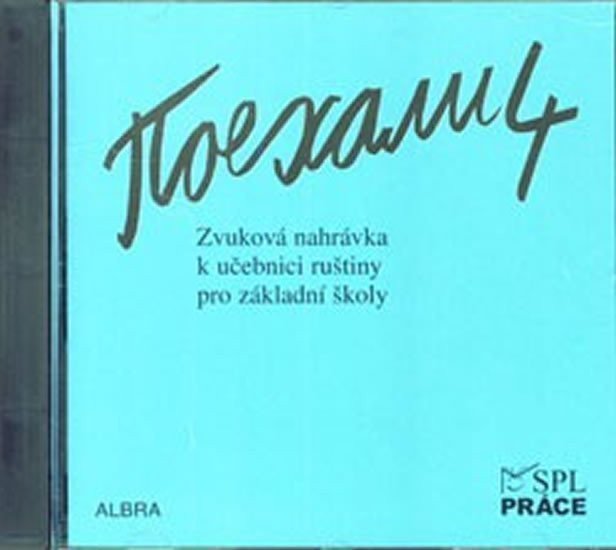 Поехали 4
Zvuková nahrávka
k učebnici ruštiny
pro základní školy
ALBRA
SPL
PRÁCE